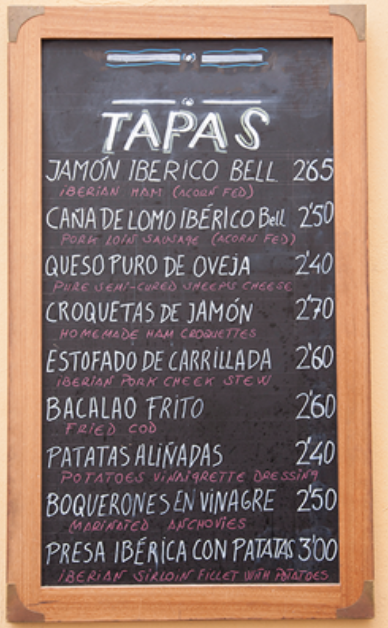 TAPAS
JAMÓN IBERICO BELL 2'65
IBERIAN HAM (ACORN FED)
CAÑA DE LOMO IBÉRICO Bell 2'50
PORK LOIN SAUSAGE (ACORN FED)
QUESO PURO DE OVEJA 2'40
PURE SEMI-CURED SHEEPS CHEESE
CROQUETAS DE JAMÓN 2'70
HOMEMADE HAM CROQUETTES
ESTOFADO DE CARRILLADA 2'60
IBERIAN PORK CHEEK STEW
BACALAO FRITO 2'60
FRIED COD
PATATAS ALIÑADAS 2'40
POTATOES VINAIGRETTE DRESSING
BOQUERONES EN VINAGRE 2'50
MARINATED ANCHOVIES
PRESA IBÉRICA CON PATATAS 3'00
IBERIAN SIRLOIN FILLET WITH POTATOES